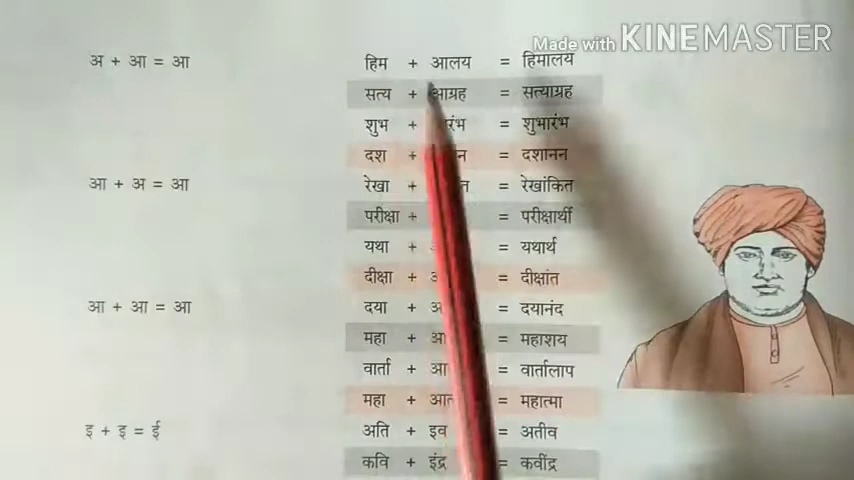 Made with KINEMASTER
अ + आ = आ हिम + आलय = हिमालय
सत्य + आग्रह = सत्याग्रह
शुभ + = शुभारंभ
दश + = दशानन
आ + अ = आ रेखा + = रेखांकित
परीक्षा + = परीक्षार्थी
यथा + = यथार्थ
दीक्षा + = दीक्षांत
आ + आ = आ दया + = दयानंद
महा + = महाशय
वार्ता + = वार्तालाप
महा + = महात्मा
इ + इ = ई अति + इव = अतीव
कवि + इंद्र = कवींद्र